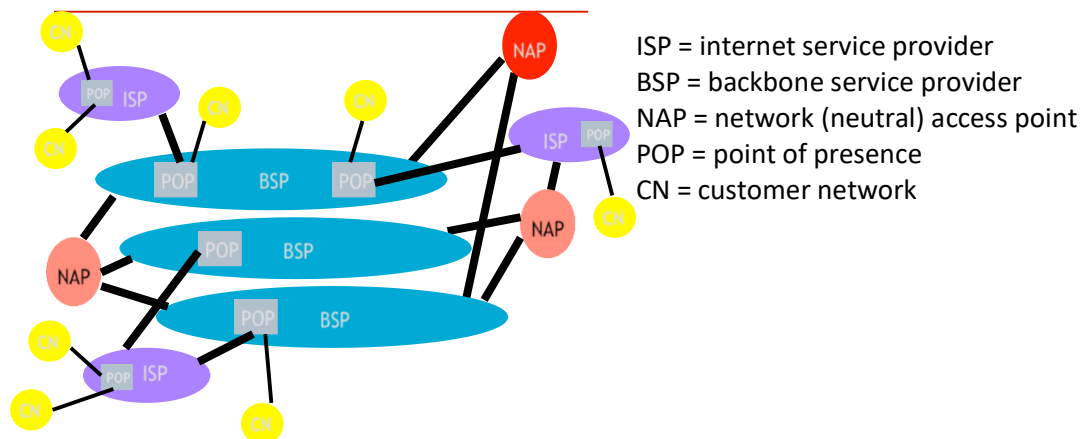 CN
NAP
ISP = internet service provider
BSP = backbone service provider
NAP = network (neutral) access point
POP = point of presence
CN = customer network
POP
ISP
CN
CN
CN
ISP
POP
POP
BSP
POP
CN
NAP
POP
BSP
NAP
POP
BSP
CN
POP
ISP
CN
CN